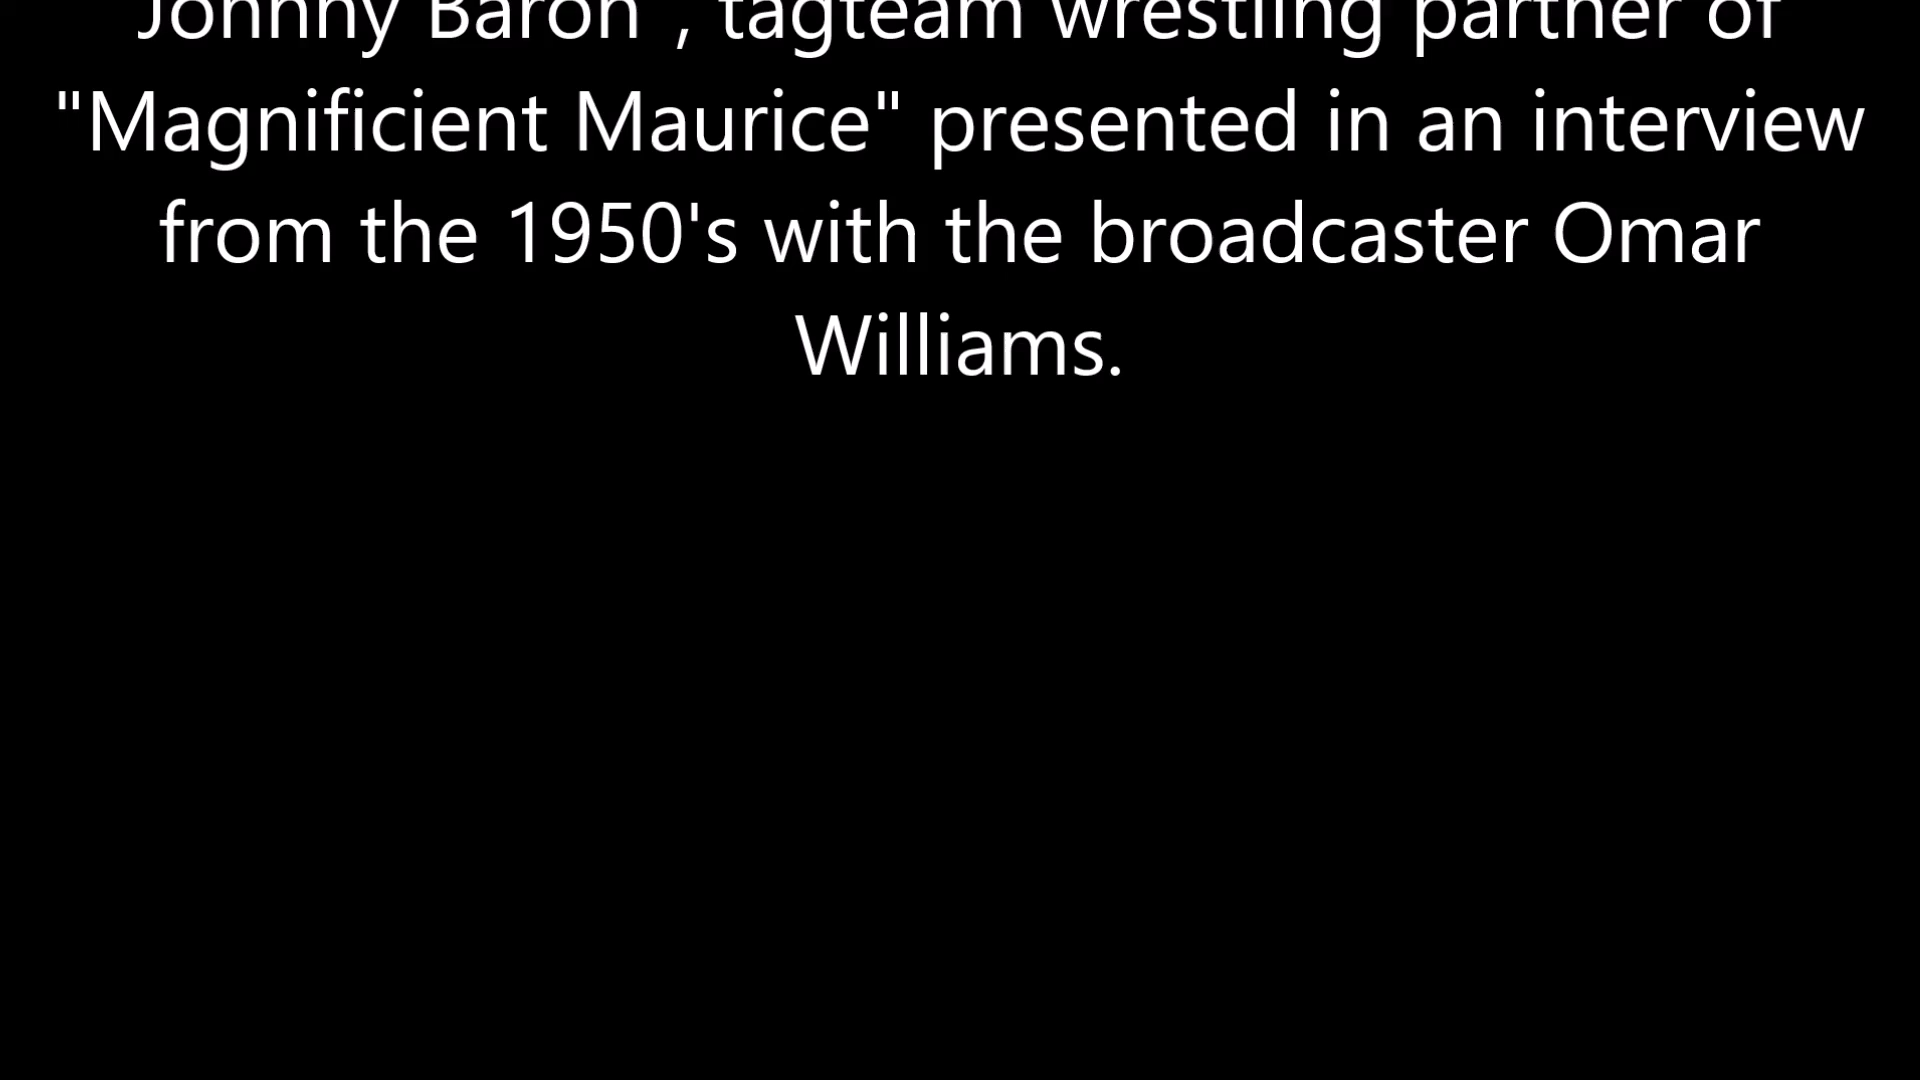 Johnny Baron", tagteam wrestling partner of
"Magnificient Maurice" presented in an interview
from the 1950's with the broadcaster Omar
Williams.